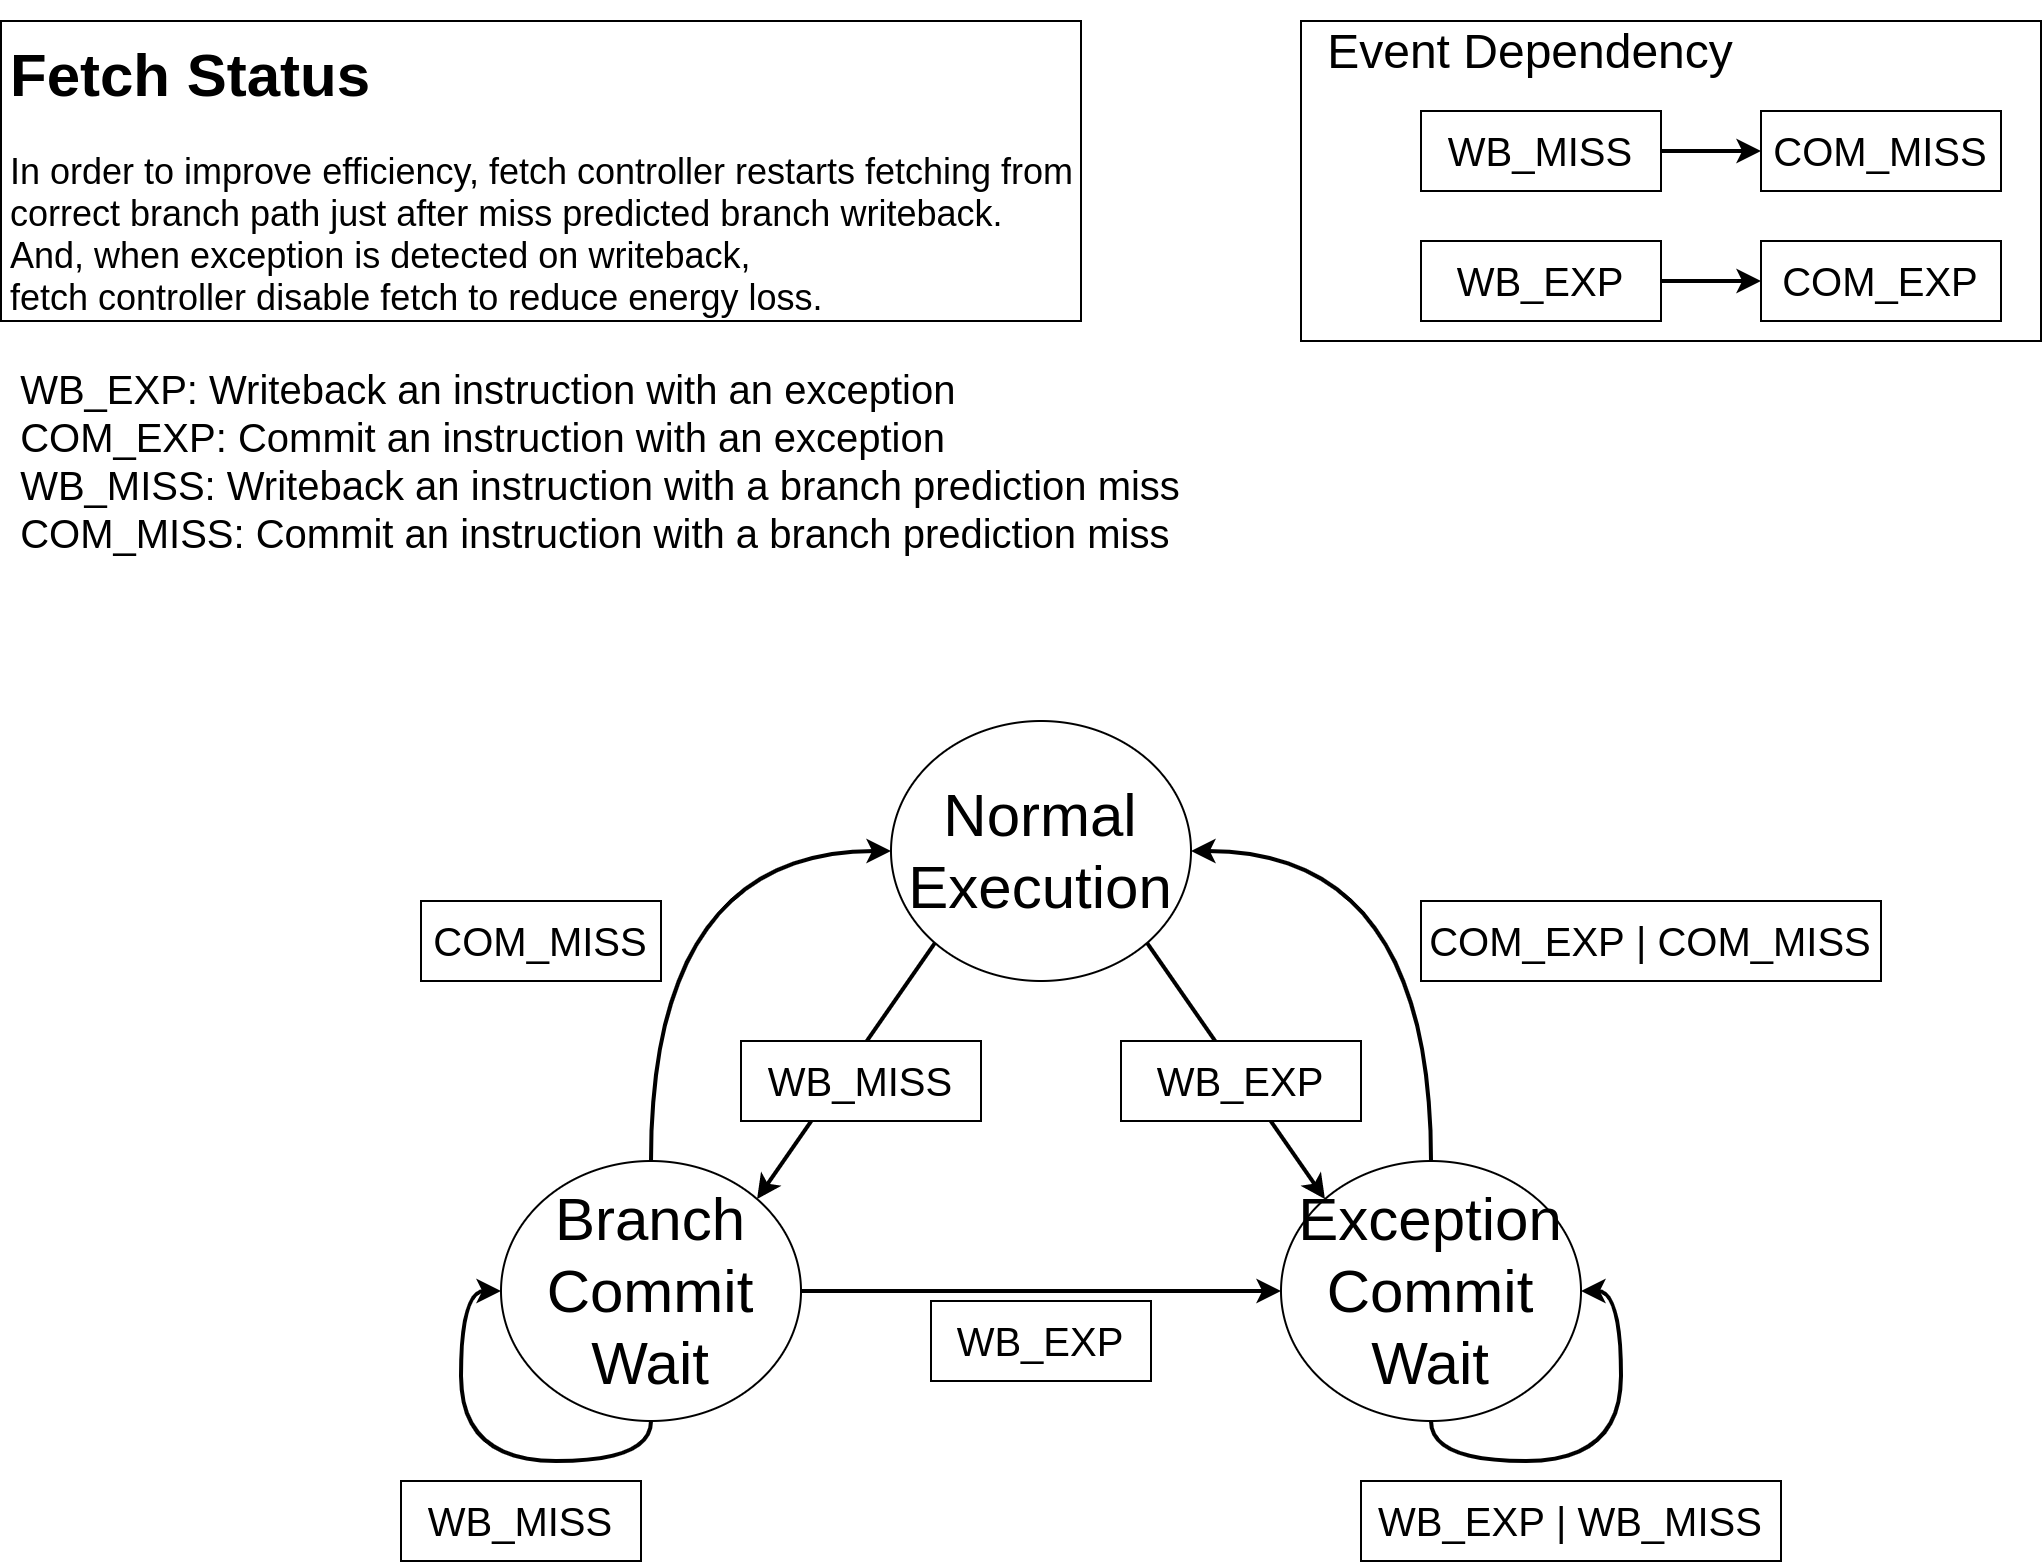 Fetch Status
In order to improve efficiency, fetch controller restarts fetching from
correct branch path just after miss predicted branch writeback.
And, when exception is detected on writeback,
fetch controller disable fetch to reduce energy loss.
Event Dependency
WB_MISS
COM_MISS
WB_EXP
COM_EXP
WB_EXP: Writeback an instruction with an exception
COM_EXP: Commit an instruction with an exception
WB_MISS: Writeback an instruction with a branch prediction miss
COM_MISS: Commit an instruction with a branch prediction miss
Normal
Execution
COM_MISS
COM_EXP | COM_MISS
WB_MISS
WB_EXP
Branch
Commit
Wait
Exception
Commit
Wait
WB_EXP
WB_MISS
WB_EXP | WB_MISS